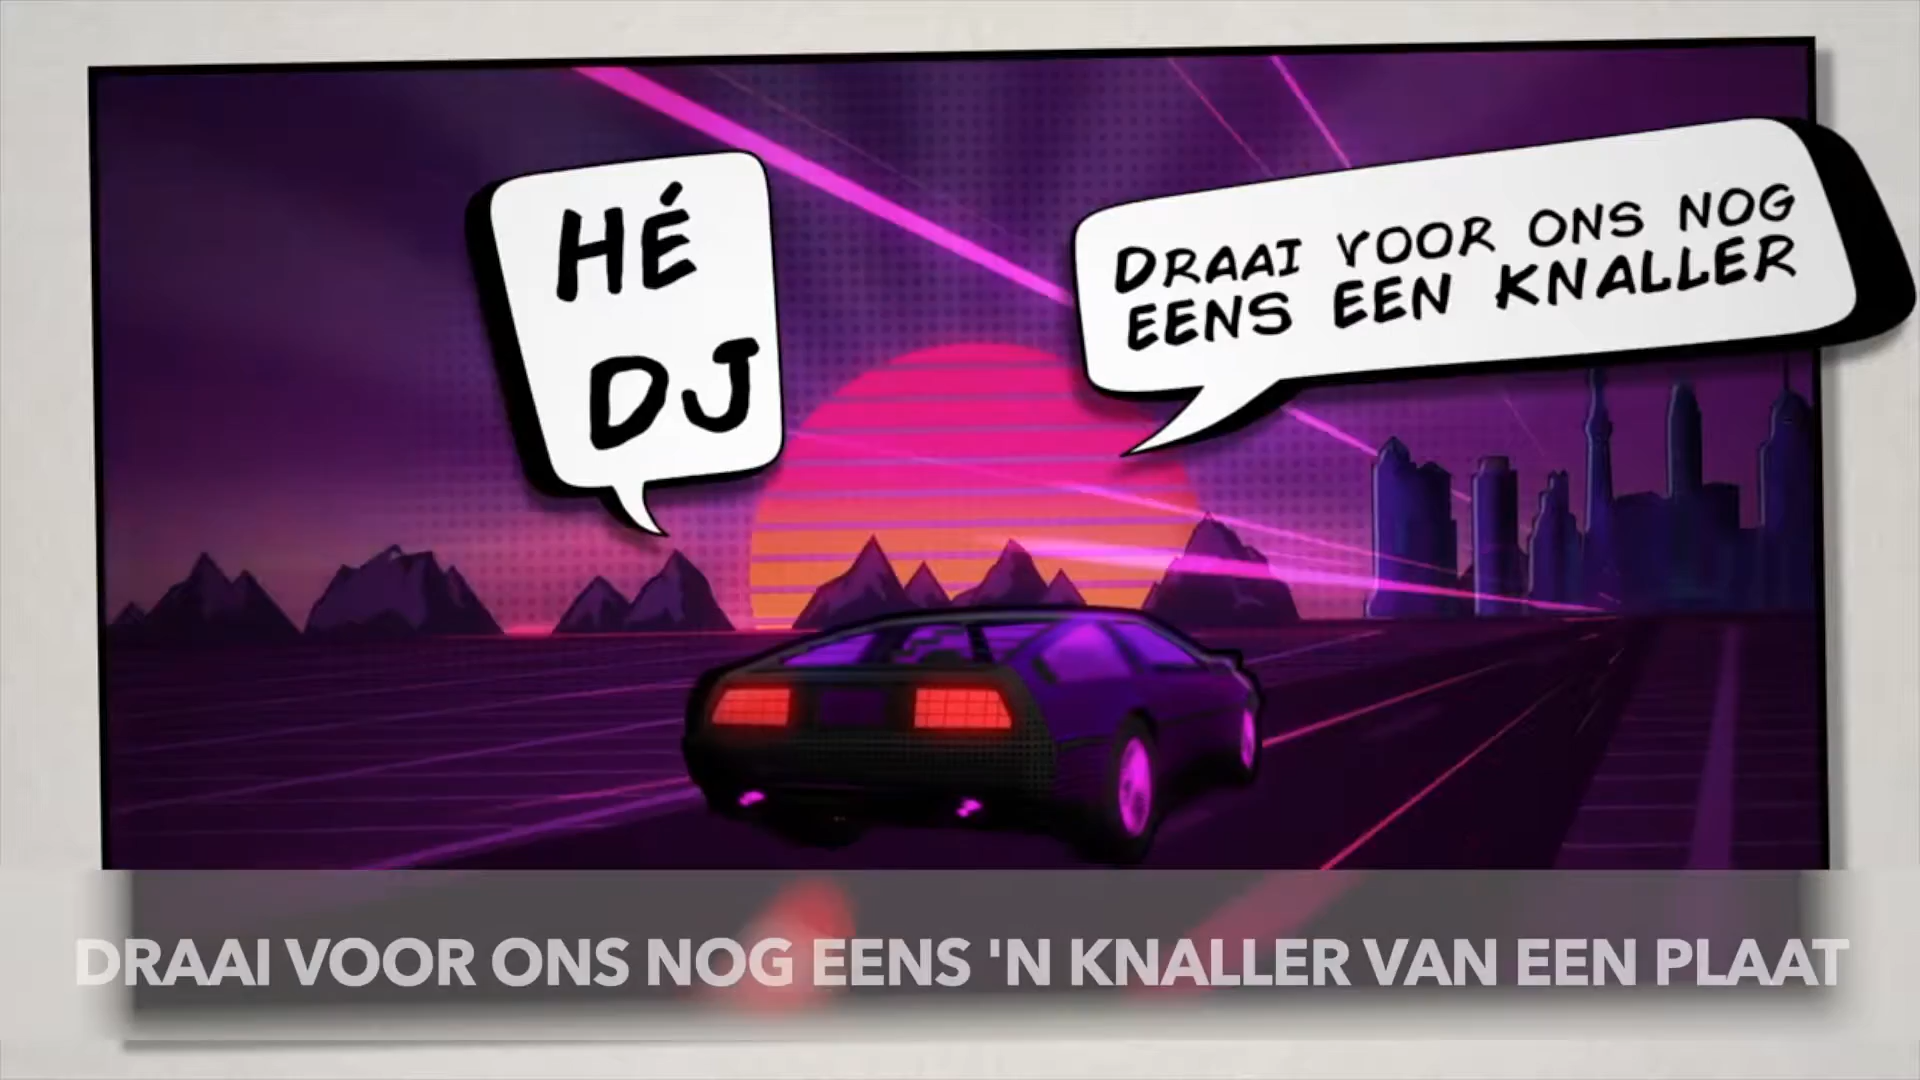 HÉ
DJ
DRAAI VOOR ONS NOG
EENS EEN KNALLER
DRAAI VOOR ONS NOG EENS 'N KNALLER VAN EEN PLAAT